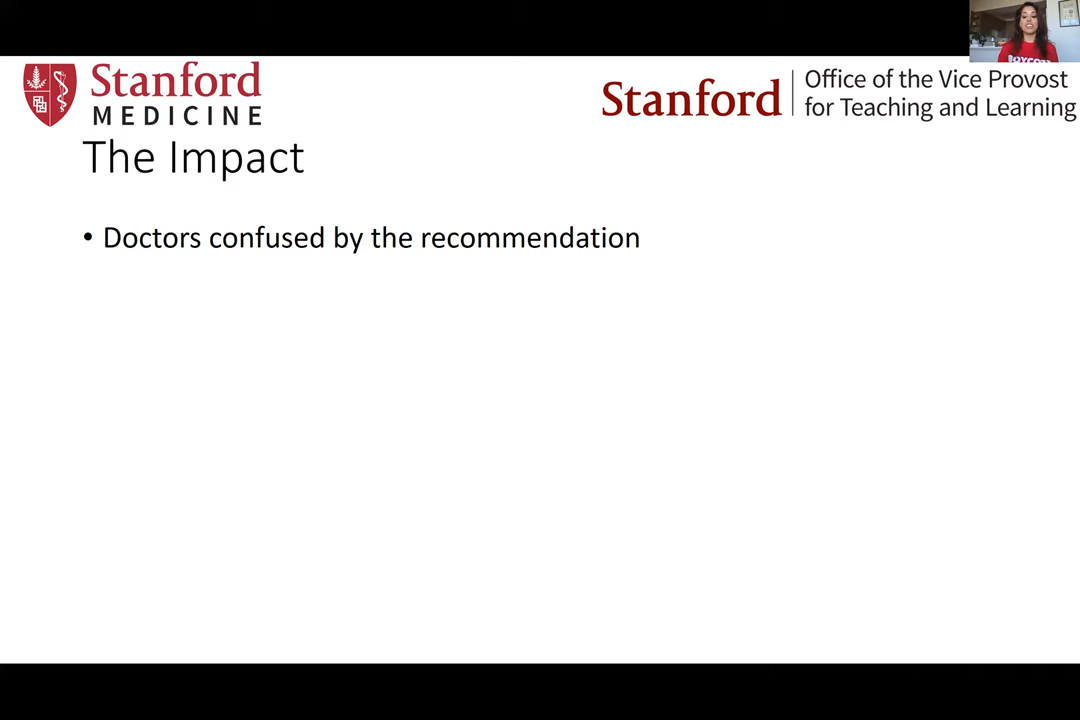 Stanford
MEDICINE
Stanford
Office of the Vice Provost
for Teaching and Learning
The Impact
• Doctors confused by the recommendation